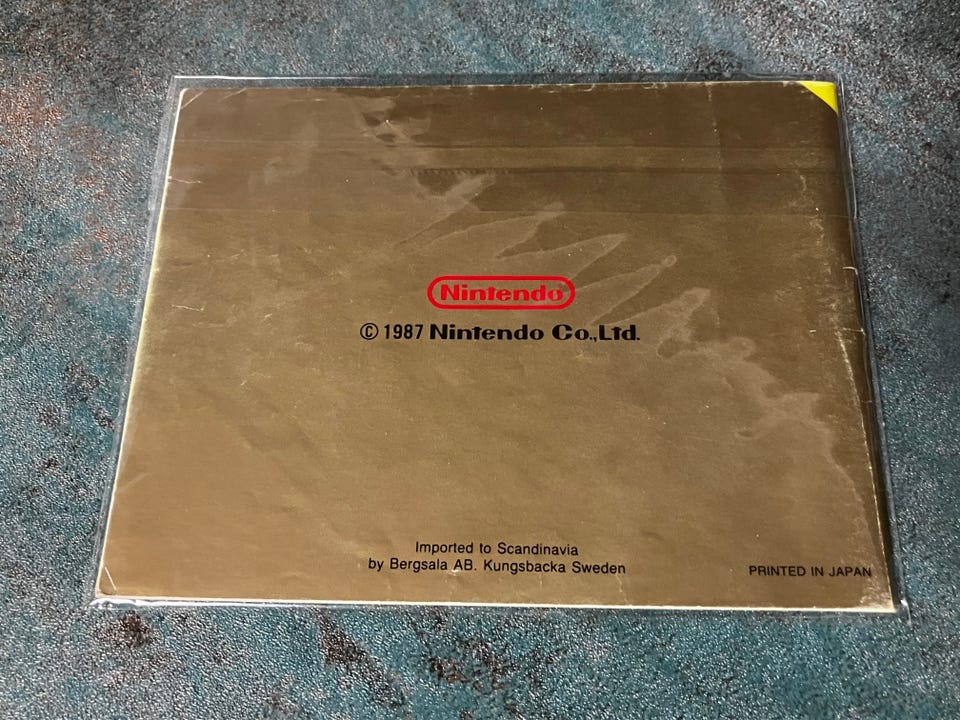 Nintendo
© 1987 Nintendo Co.,Ltd.
Imported to Scandinavia
by Bergsala AB. Kungsbacka Sweden
PRINTED IN JAPAN